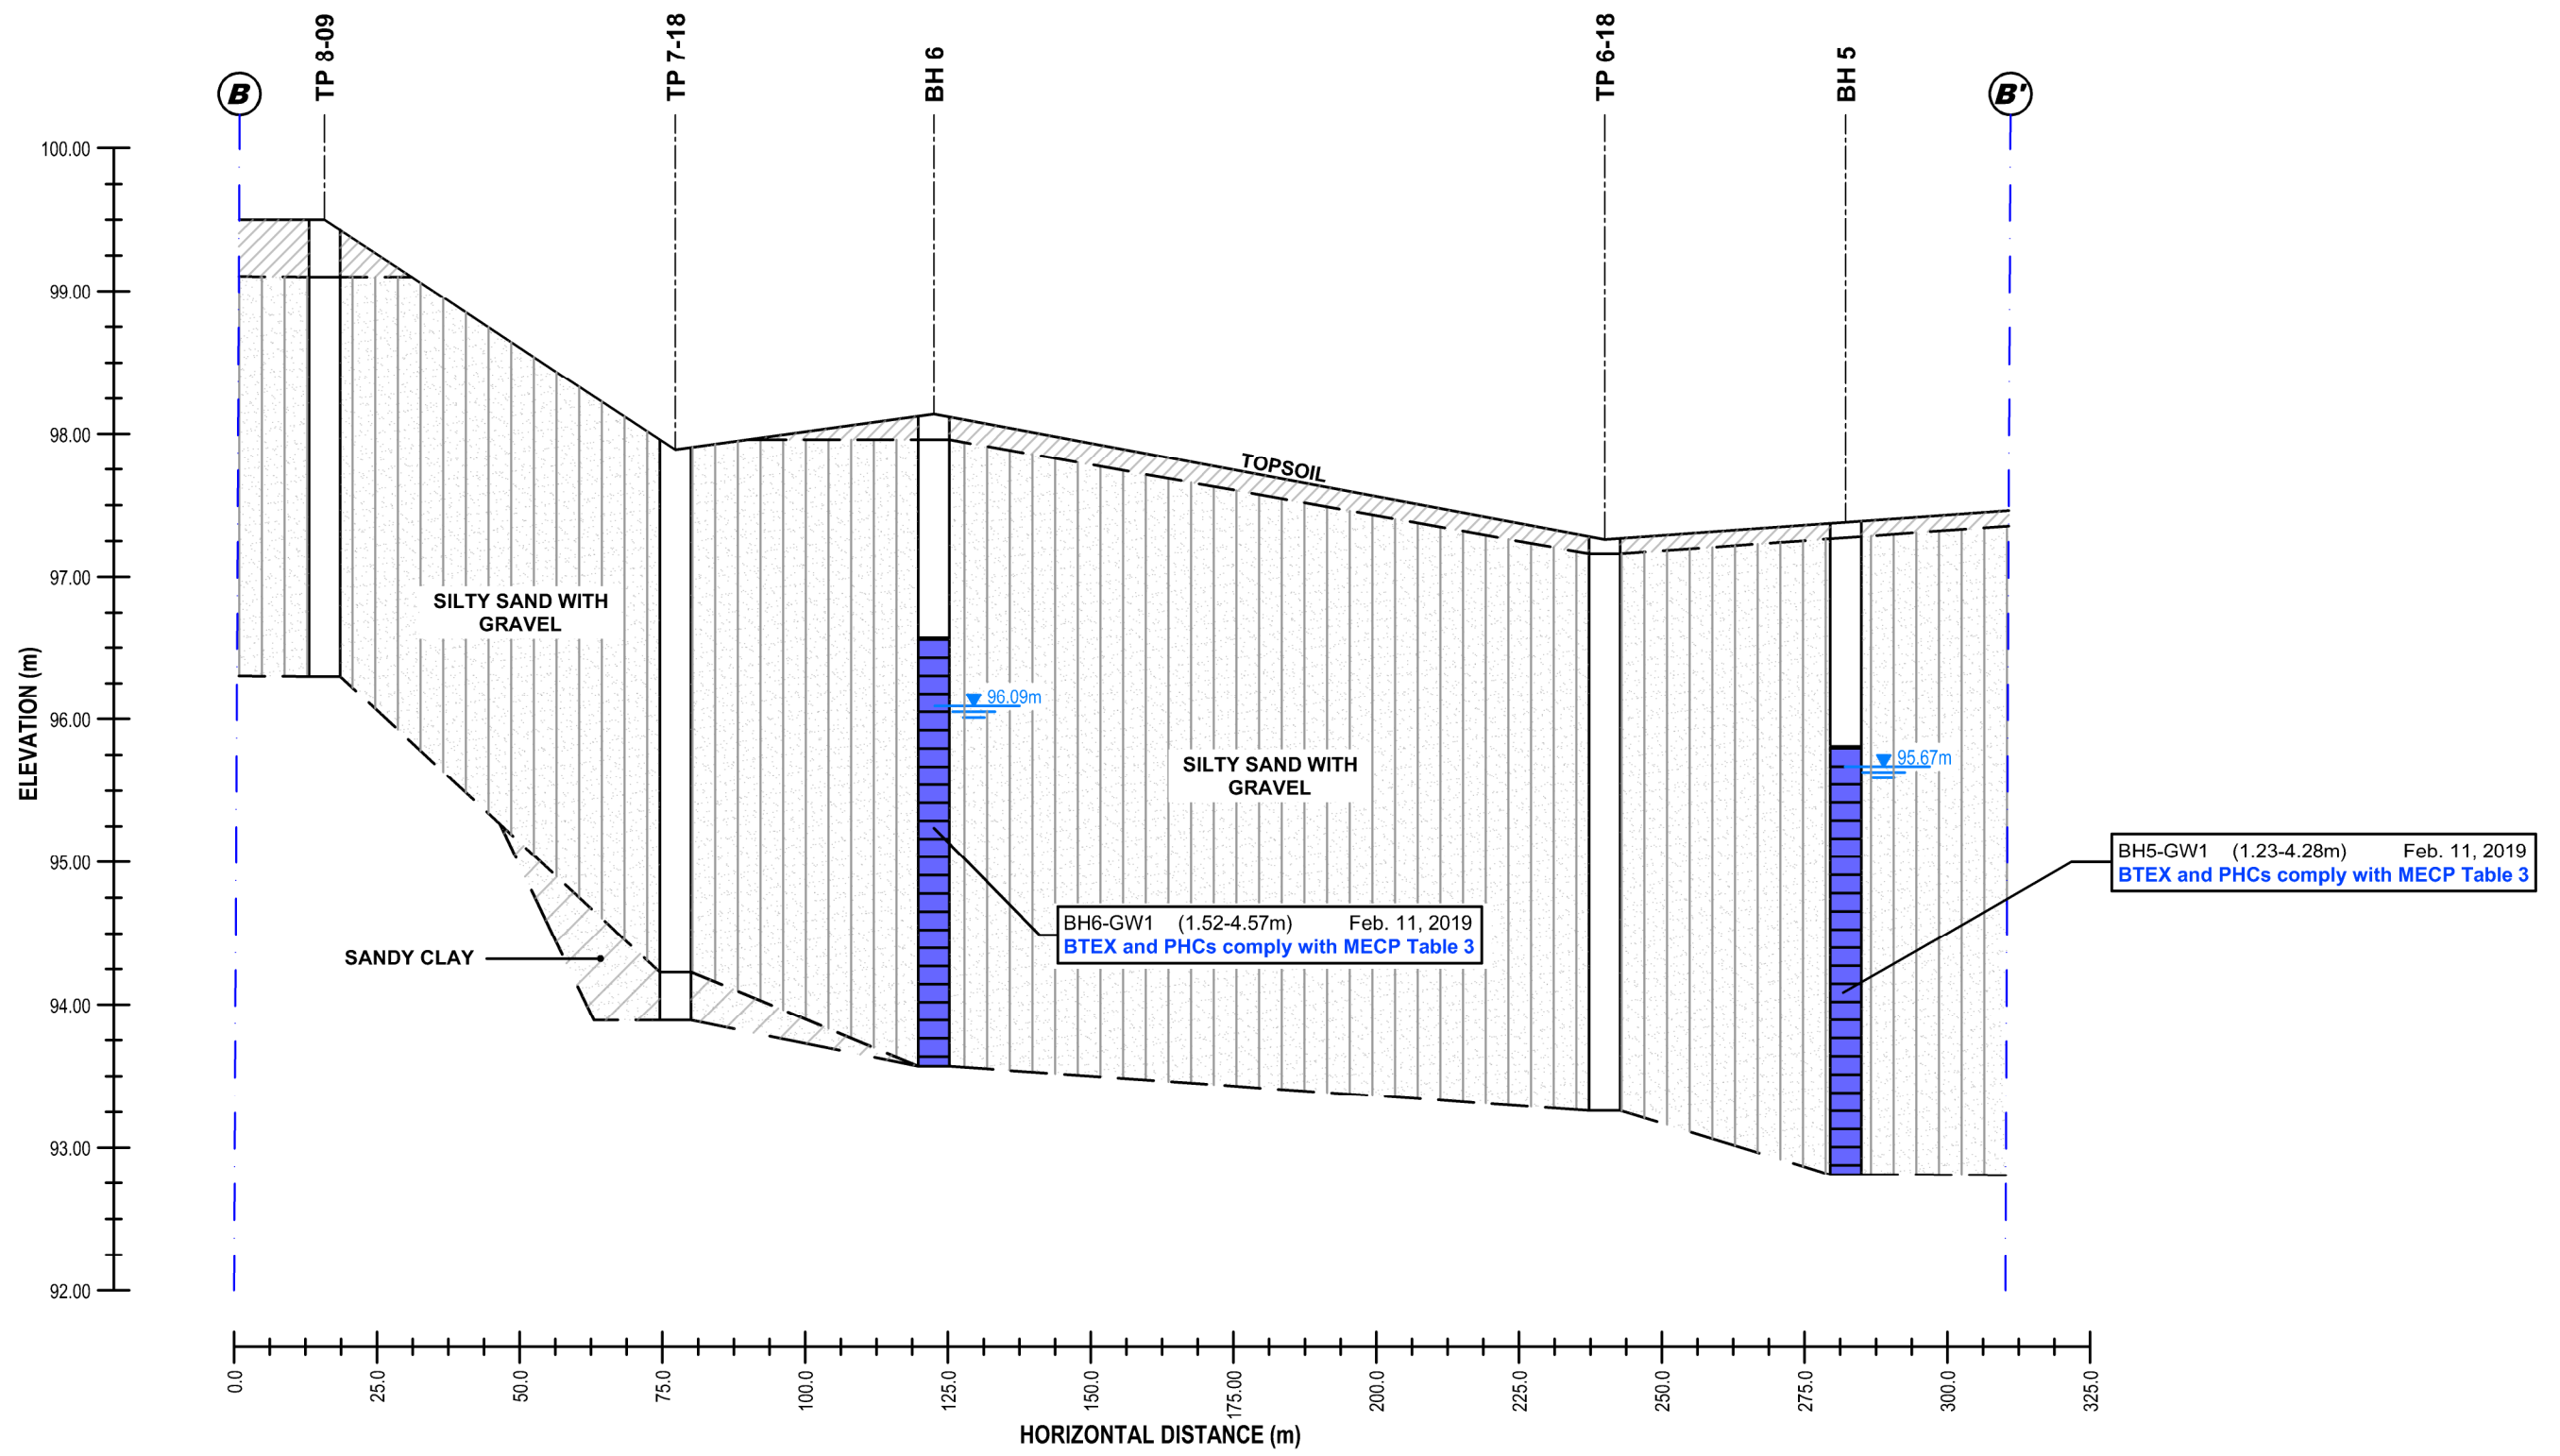 B
TP 8-09
TP 7-18
BH 6
TP 6-18
BH 5
B'
100.00
99.00
98.00
97.00
96.00
95.00
94.00
93.00
92.00
ELEVATION (m)
TOPSOIL
SILTY SAND WITH
GRAVEL
96.09m
SILTY SAND WITH
GRAVEL
95.67m
BH5-GW1 (1.23-4.28m) Feb. 11, 2019
BTEX and PHCs comply with MECP Table 3
BH6-GW1 (1.52-4.57m) Feb. 11, 2019
BTEX and PHCs comply with MECP Table 3
SANDY CLAY
0.0
25.0
50.0
75.0
100.0
125.0
150.0
175.00
200.0
225.0
250.0
275.0
300.0
325.0
HORIZONTAL DISTANCE (m)